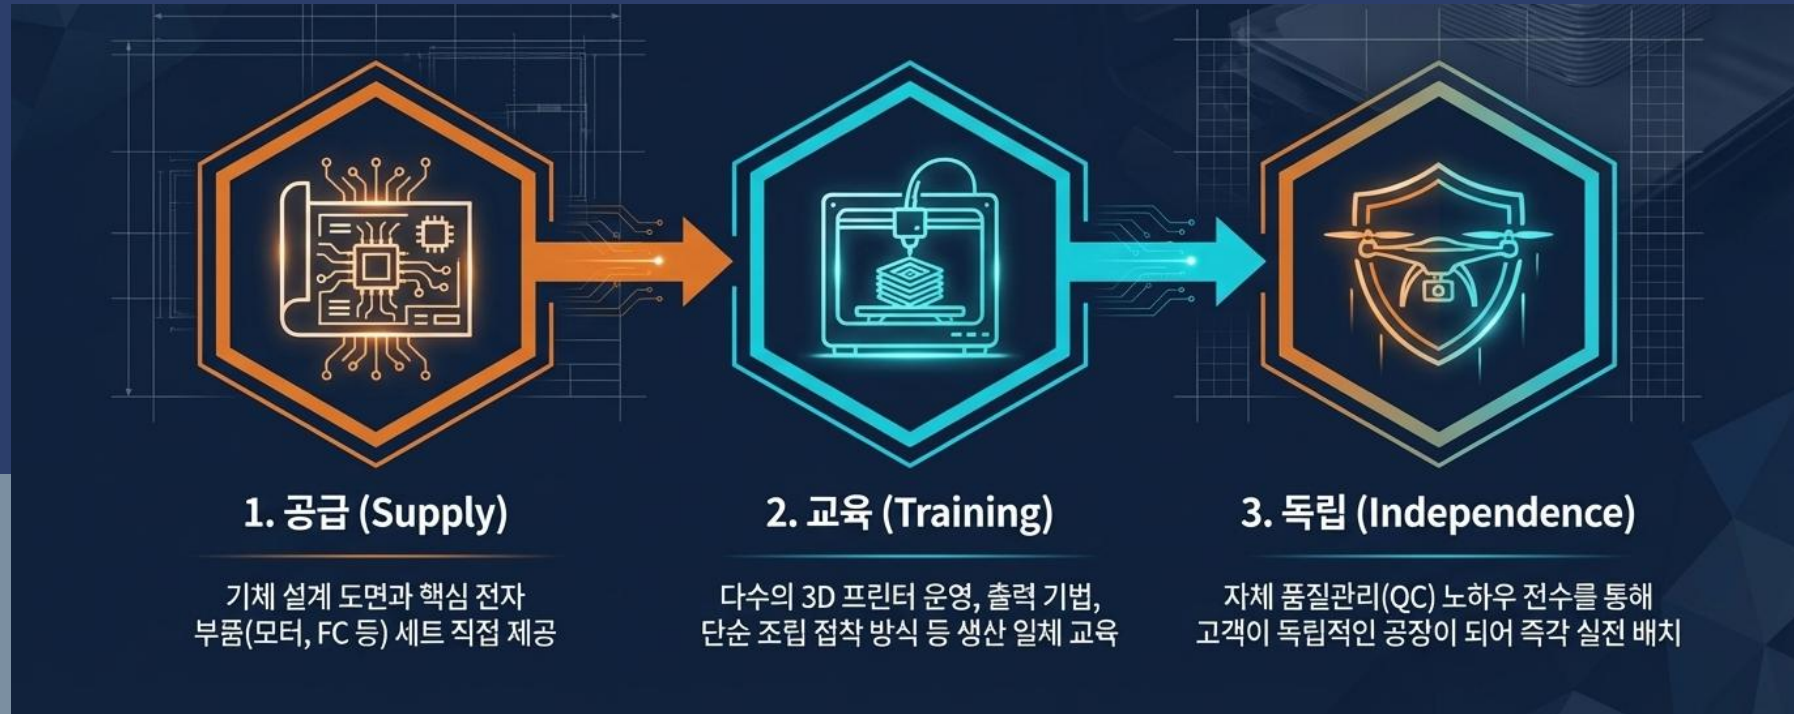 1. 공급 (Supply)
기체 설계 도면과 핵심 전자
부품(모터, FC 등) 세트 직접 제공
2. 교육 (Training)
다수의 3D 프린터 운영, 출력 기법,
단순 조립 접착 방식 등 생산 일체 교육
3. 독립 (Independence)
자체 품질관리(QC) 노하우 전수를 통해
고객이 독립적인 공장이 되어 즉각 실전 배치